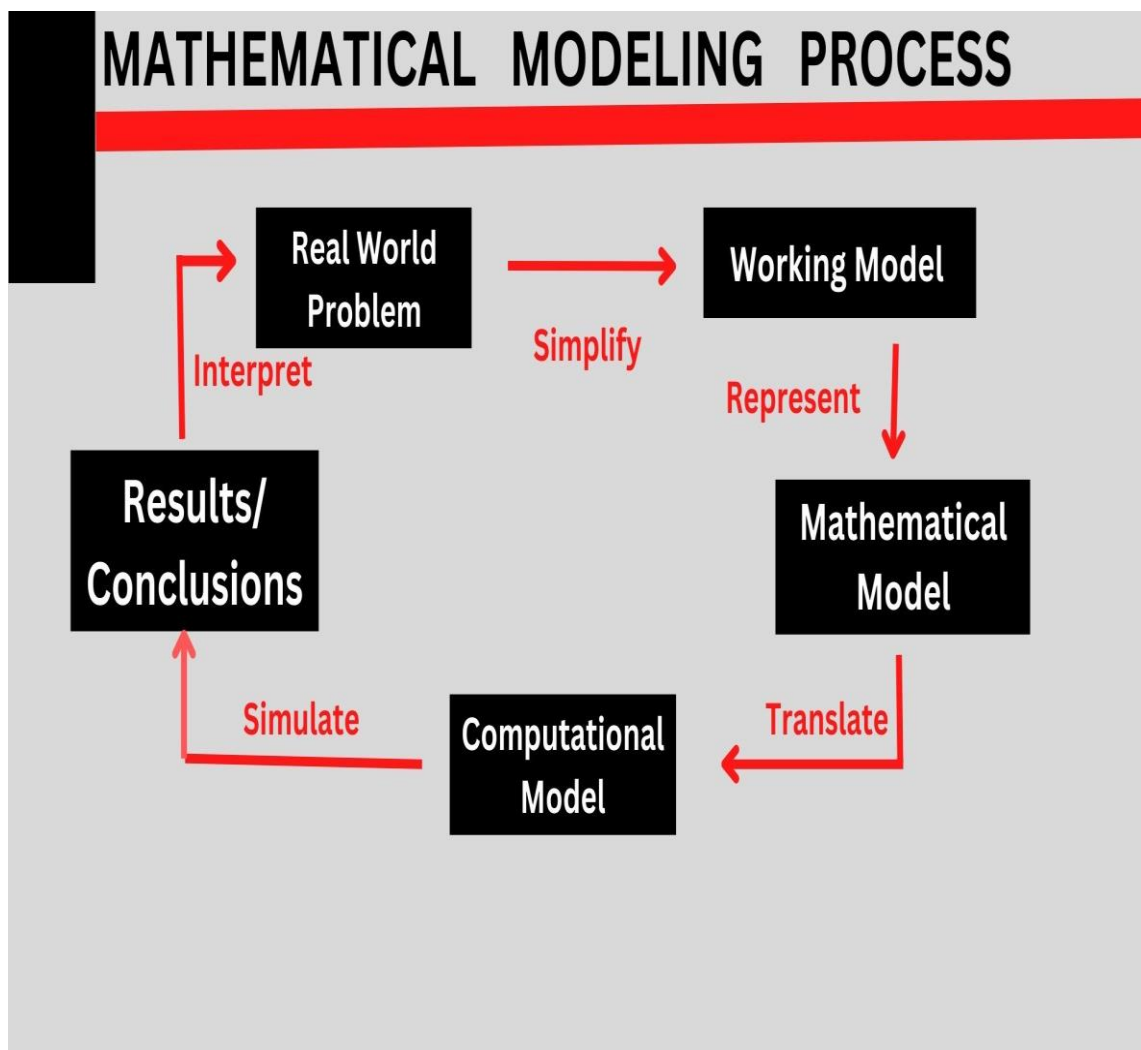 MATHEMATICAL MODELING PROCESS
Real World
Problem
Simplify
Working Model
Represent
Mathematical
Model
Translate
Computational
Model
Simulate
Results/
Conclusions
Interpret